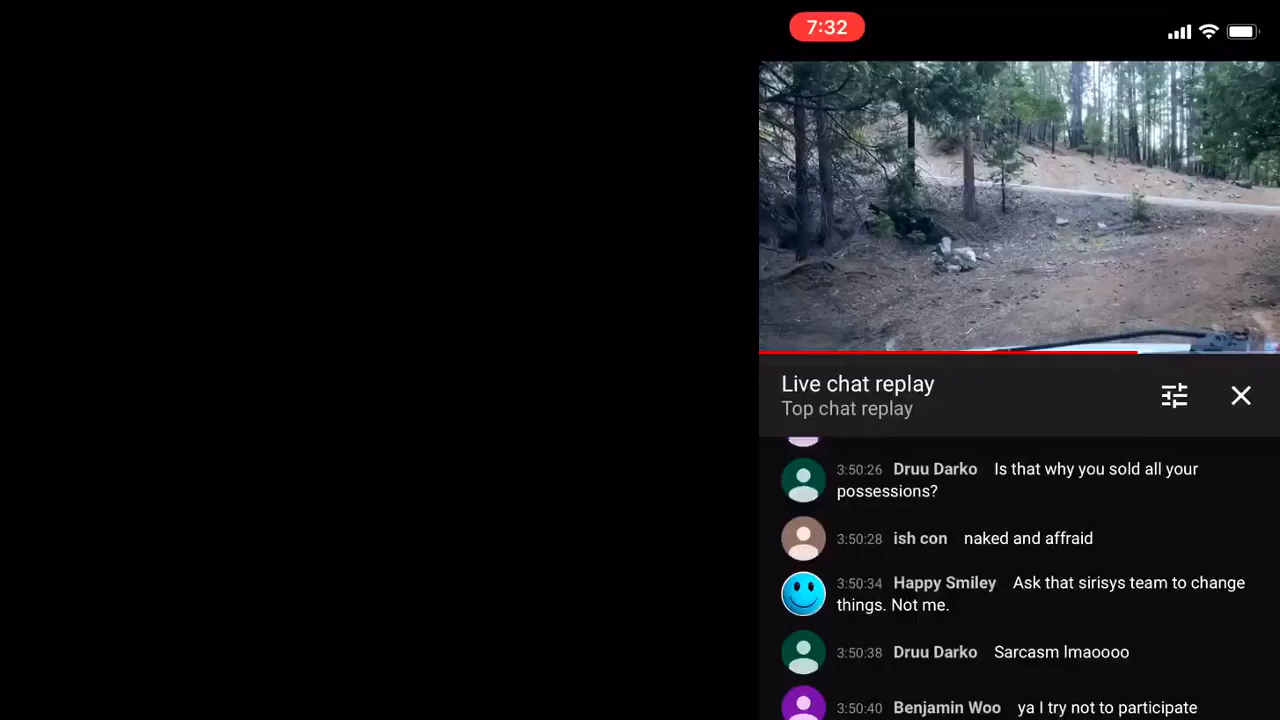 7:32
Live chat replay
Top chat replay
3:50:26 Druu Darko Is that why you sold all your
possessions?
3:50:28 ish con naked and affraid
3:50:34 Happy Smiley Ask that sirisys team to change
things. Not me.
3:50:38 Druu Darko Sarcasm lmaoooo
3:50:40 Benjamin Woo ya I try not to participate